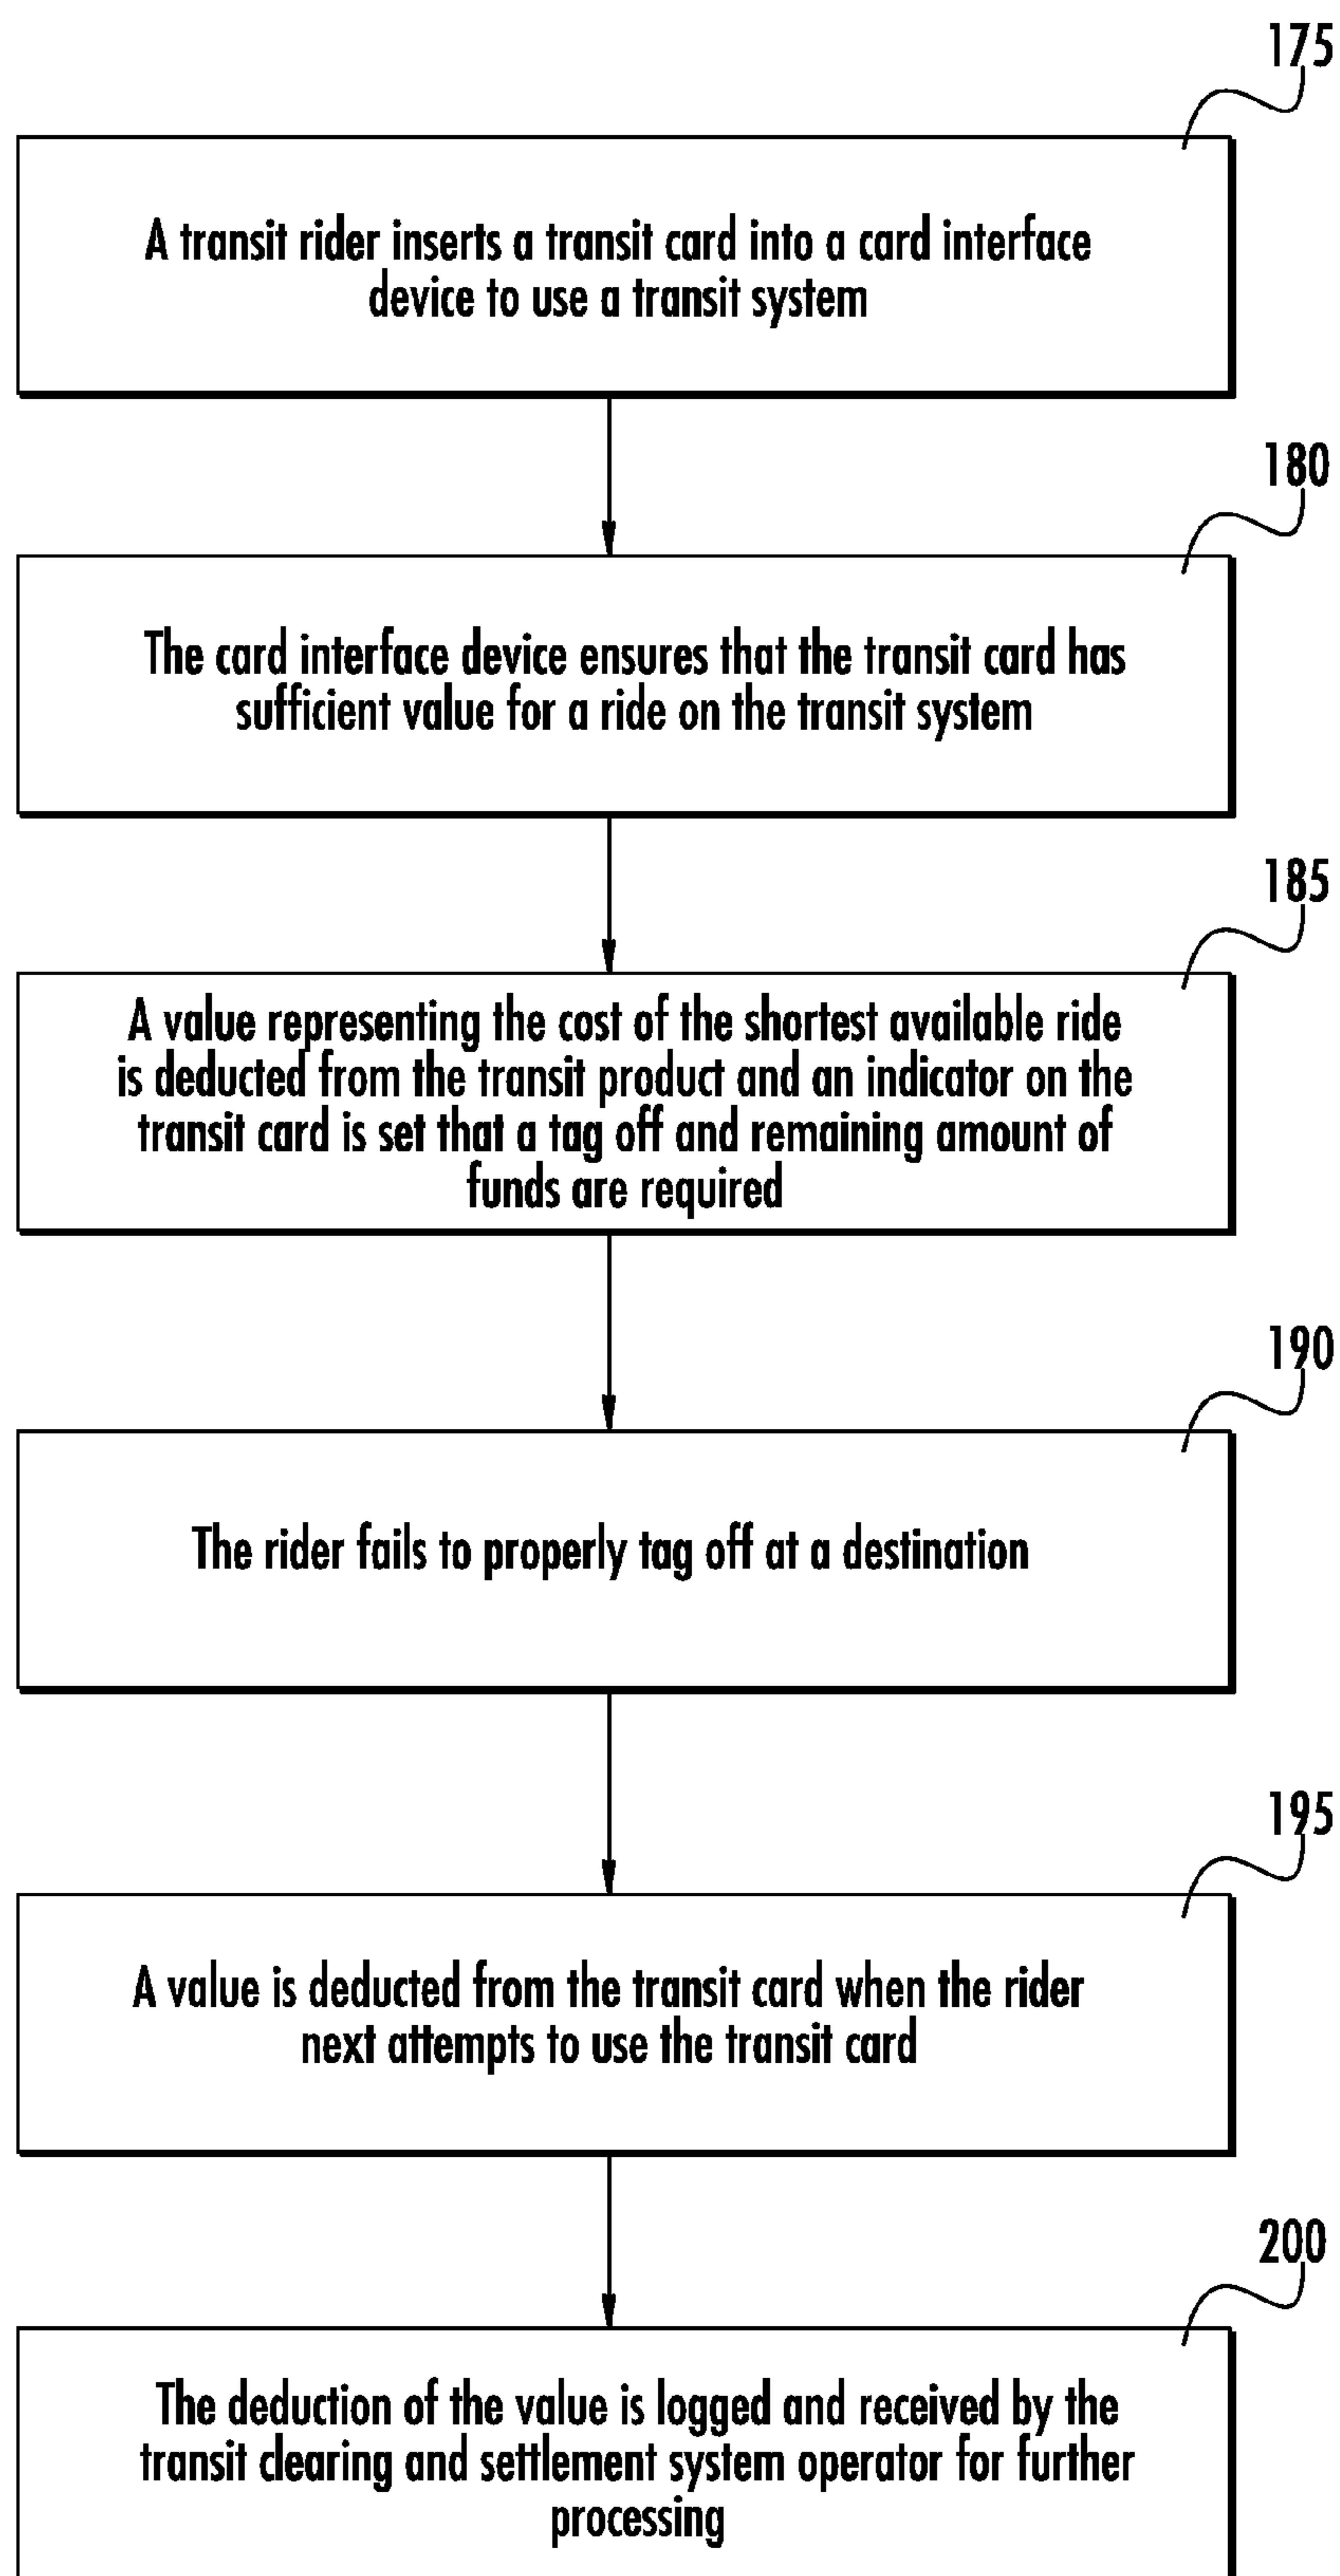 175
A transit rider inserts a transit card into a card interface
device to use a transit system
180
The card interface device ensures that the transit card has
sufficient value for a ride on the transit system
185
A value representing the cost of the shortest available ride
is deducted from the transit product and an indicator on the
transit card is set that a tag off and remaining amount of
funds are required
190
The rider fails to properly tag off at a destination
195
A value is deducted from the transit card when the rider
next attempts to use the transit card
200
The deduction of the value is logged and received by the
transit clearing and settlement system operator for further
processing